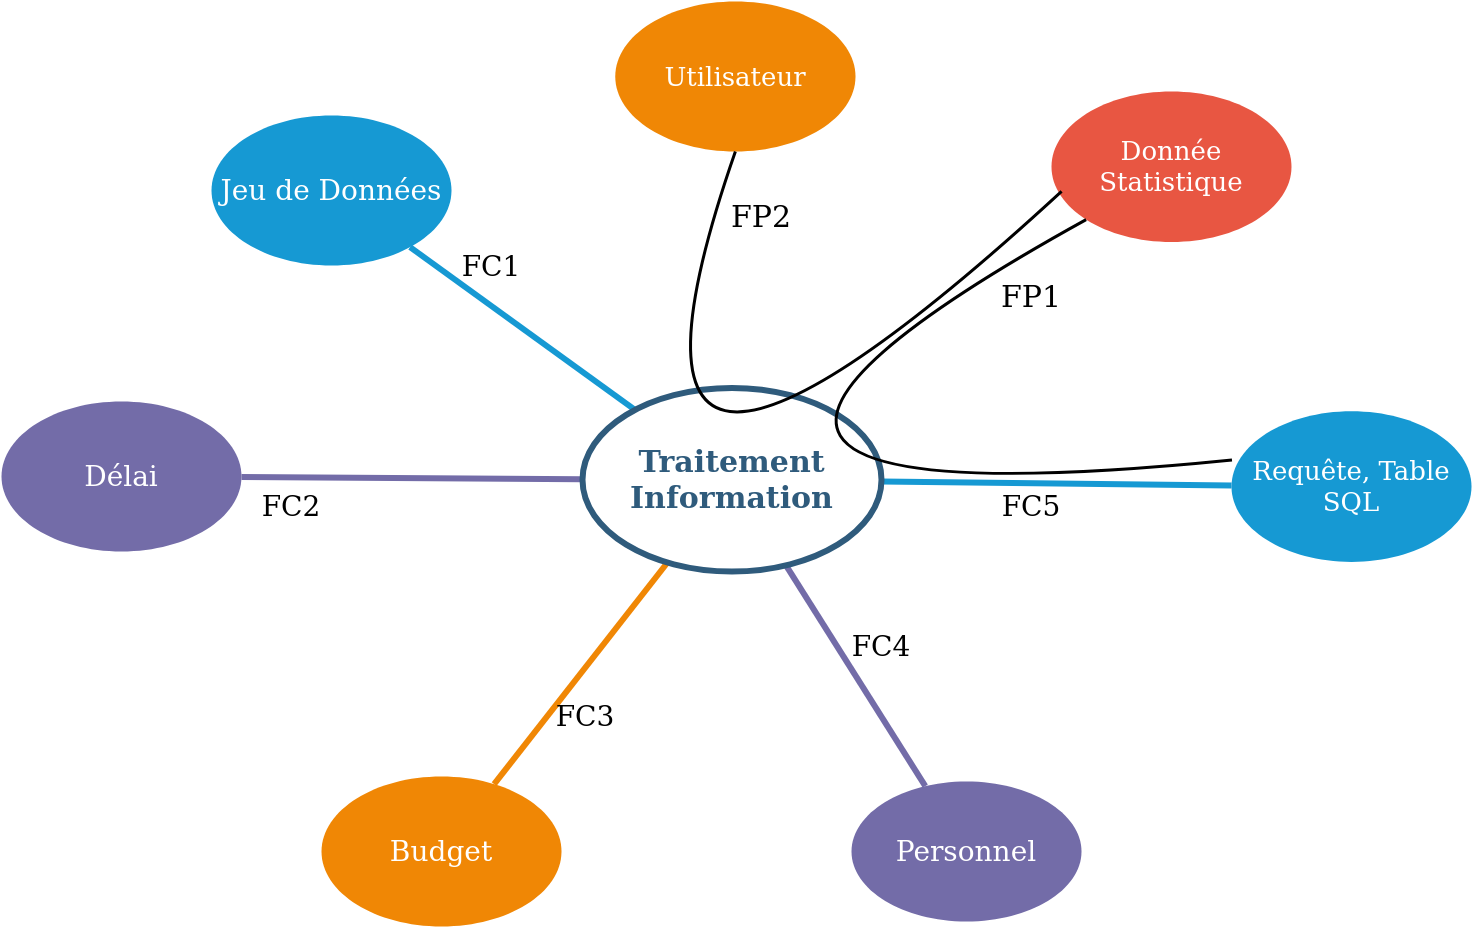 Utilisateur
Donnée
Statistique
Jeu de Données
FP2
FC1
FP1
Traitement
Information
Délai
FC2
Requête, Table
SQL
FC5
FC4
FC3
Budget
Personnel